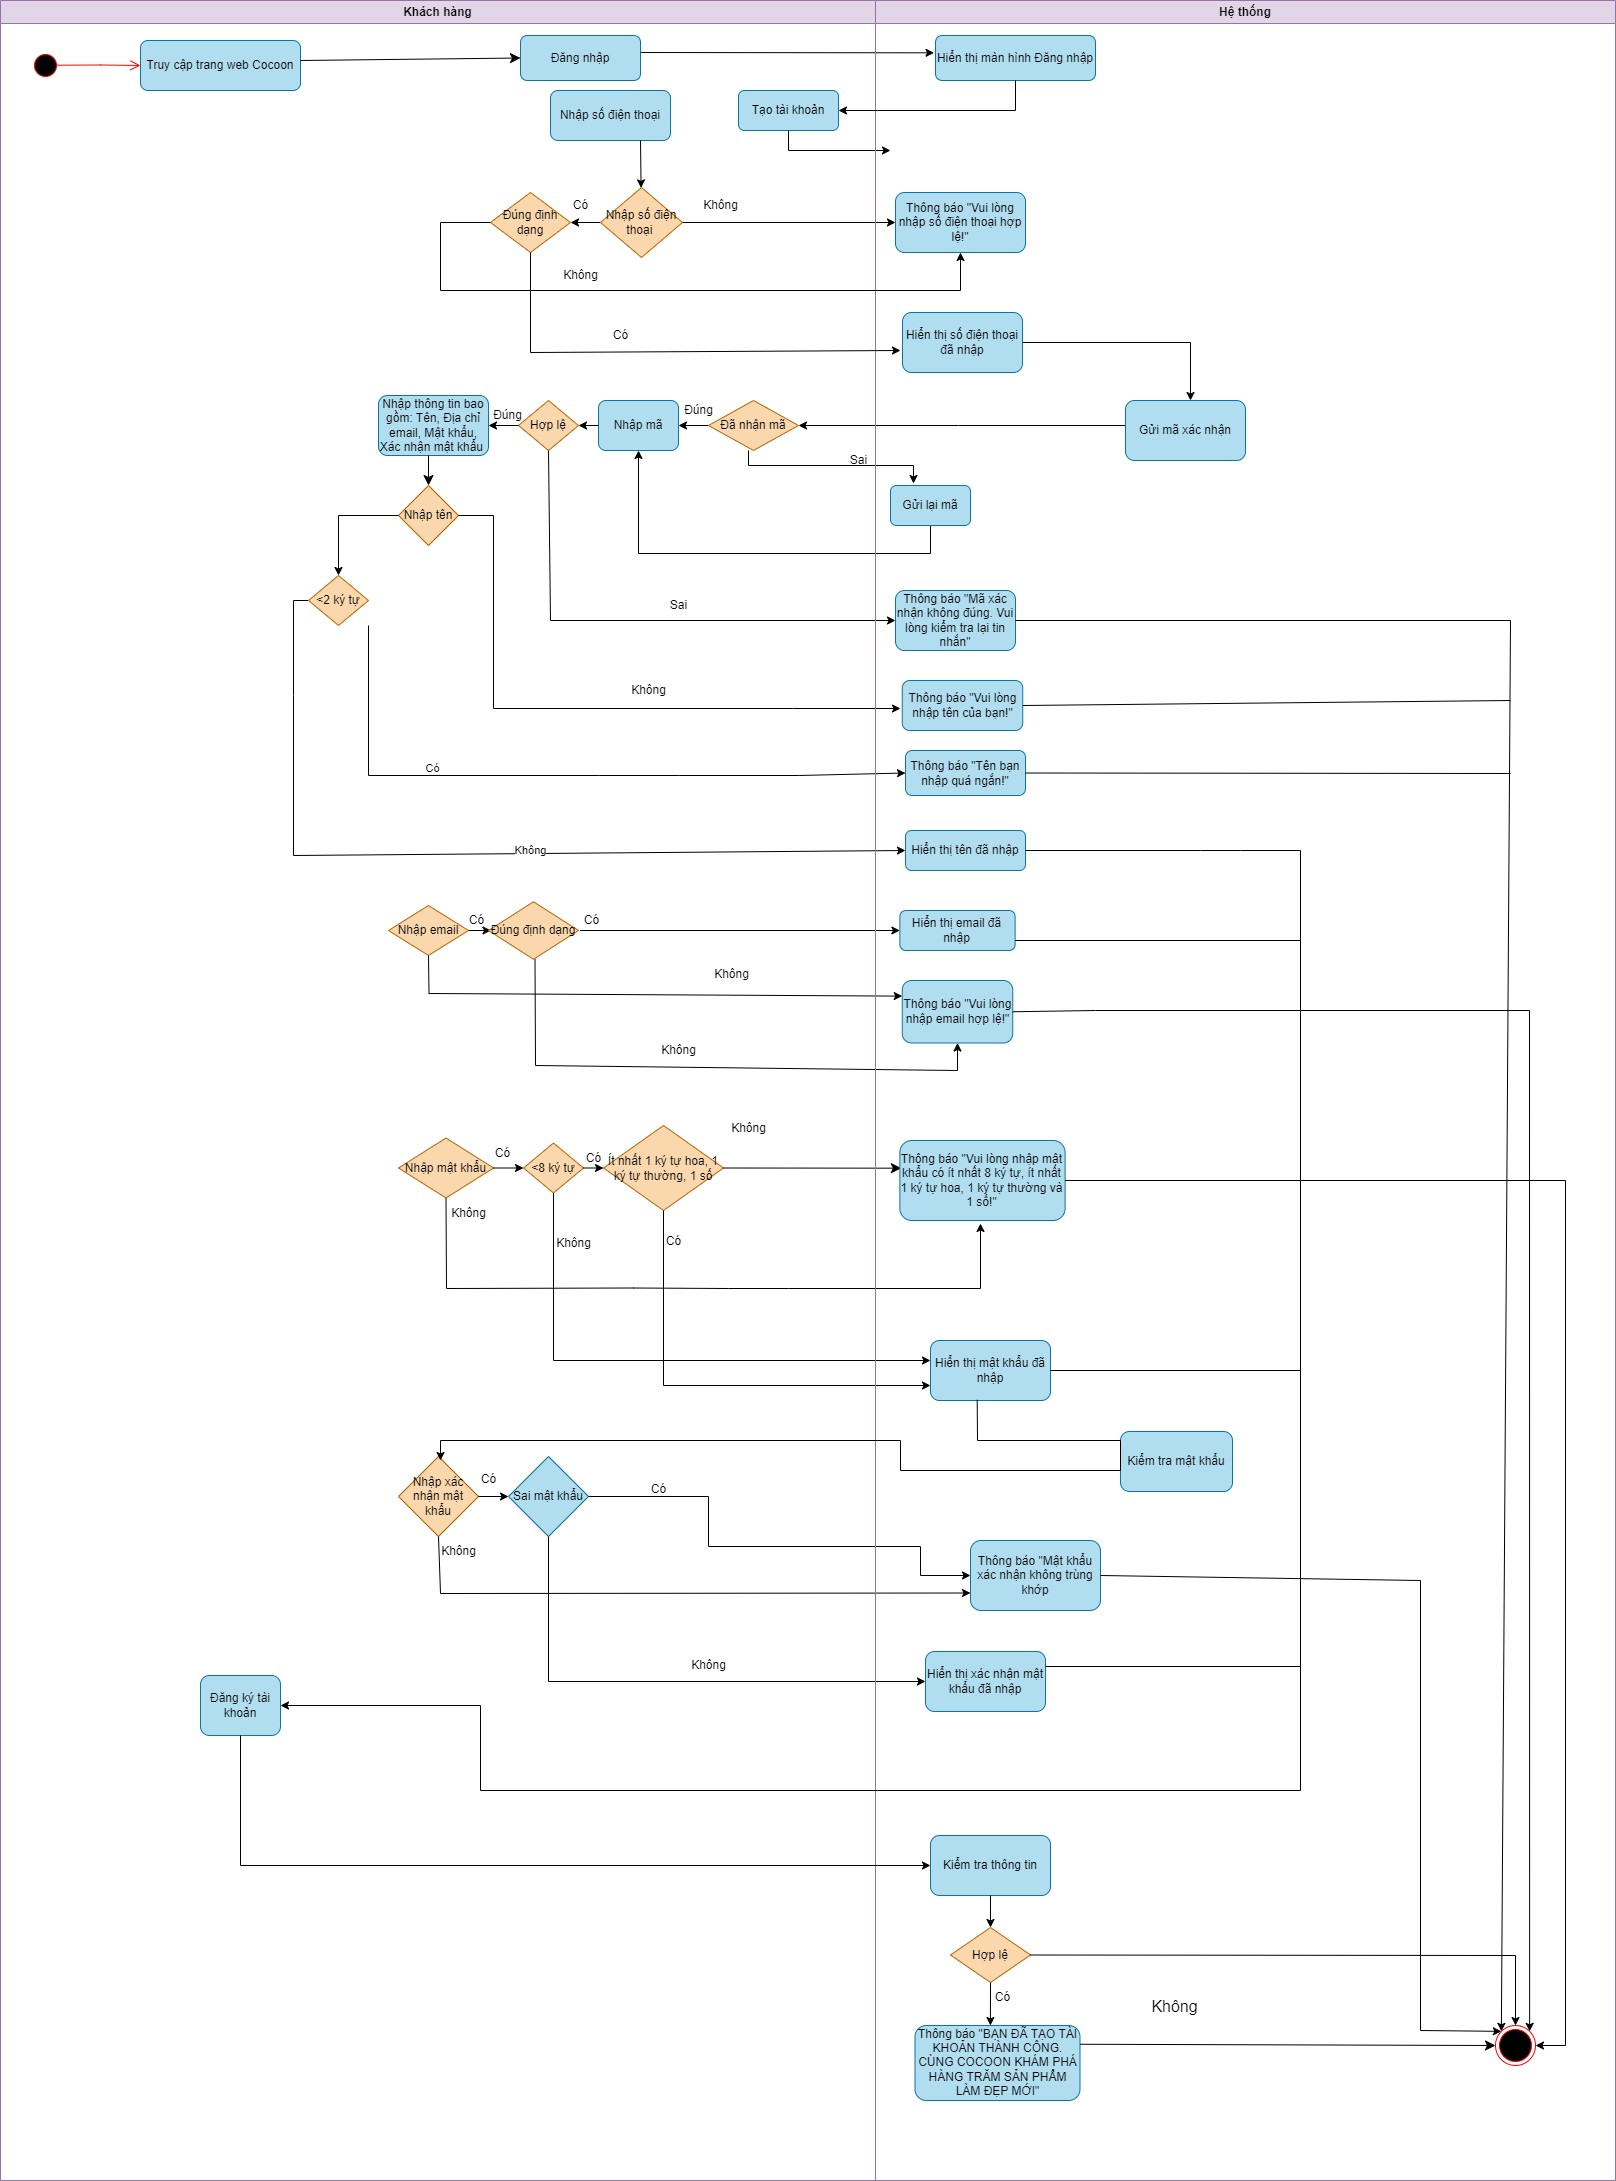 Khách hàng
Hệ thống
Truy cập trang web Cocoon
Đăng nhập
Hiển thị màn hình Đăng nhập
Nhập số điện thoại
Tạo tài khoản
Đúng định
dạng
Có
Nhập số điện
thoại
Không
Thông báo "Vui lòng
nhập số điện thoại hợp
lệ!"
Không
Có
Hiển thị số điện thoại
đã nhập
Nhập thông tin bao
gồm: Tên, Địa chỉ
email, Mật khẩu,
Xác nhận mật khẩu
Đúng
Hợp lệ
Nhập mã
Đúng
Đã nhận mã
Gửi mã xác nhận
Sai
Gửi lại mã
Nhập tên
<2 ký tự
Sai
Thông báo "Mã xác
nhận không đúng. Vui
lòng kiểm tra lại tin
nhắn"
Không
Thông báo "Vui lòng
nhập tên của bạn!"
Có
Thông báo "Tên bạn
nhập quá ngắn!"
Không
Hiển thị tên đã nhập
Nhập email
Có
Đúng định dạng
Có
Hiển thị email đã
nhập
Không
Thông báo "Vui lòng
nhập email hợp lệ!"
Không
Không
Nhập mật khẩu
Có
<8 ký tự
Có
ít nhất 1 ký tự hoa, 1
ký tự thường, 1 số
Thông báo "Vui lòng nhập mật
khẩu có ít nhất 8 ký tự, ít nhất
1 ký tự hoa, 1 ký tự thường và
1 số!"
Không
Không
Có
Hiển thị mật khẩu đã
nhập
Kiểm tra mật khẩu
Nhập xác
nhận mật
khẩu
Có
Sai mật khẩu
Có
Không
Thông báo "Mật khẩu
xác nhận không trùng
khớp
Không
Hiển thị xác nhận mật
khẩu đã nhập
Đăng ký tài
khoản
Kiểm tra thông tin
Hợp lệ
Có
Không
Thông báo "BẠN ĐÃ TẠO TÀI
KHOẢN THÀNH CÔNG.
CÙNG COCOON KHÁM PHÁ
HÀNG TRĂM SẢN PHẨM
LÀM ĐẸP MỚI"